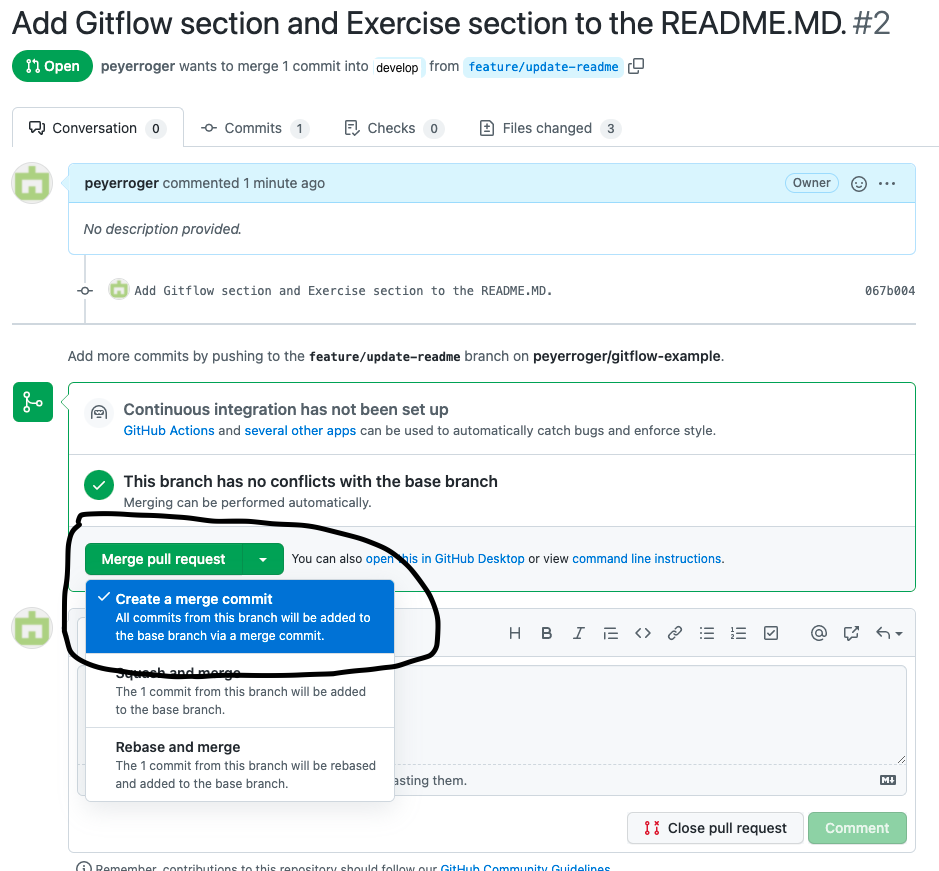 Add Gitflow section and Exercise section to the README.MD. #2
Open peyerroger wants to merge 1 commit into develop from feature/update-readme
Conversation 0 Commits 1 Checks 0 Files changed 3
peyerroger commented 1 minute ago Owner
No description provided.
Add Gitflow section and Exercise section to the README.MD. 067b004
Add more commits by pushing to the feature/update-readme branch on peyerroger/gitflow-example.
Continuous integration has not been set up
GitHub Actions and several other apps can be used to automatically catch bugs and enforce style.
This branch has no conflicts with the base branch
Merging can be performed automatically.
Merge pull request You can also open this in GitHub Desktop or view command line instructions.
Create a merge commit
All commits from this branch will be added to
the base branch via a merge commit.
Squash and merge
The 1 commit from this branch will be added
to the base branch.
Rebase and merge
The 1 commit from this branch will be rebased
and added to the base branch.
asting them.
Close pull request Comment
Remember, contributions to this repository should follow our GitHub Community Guidelines.